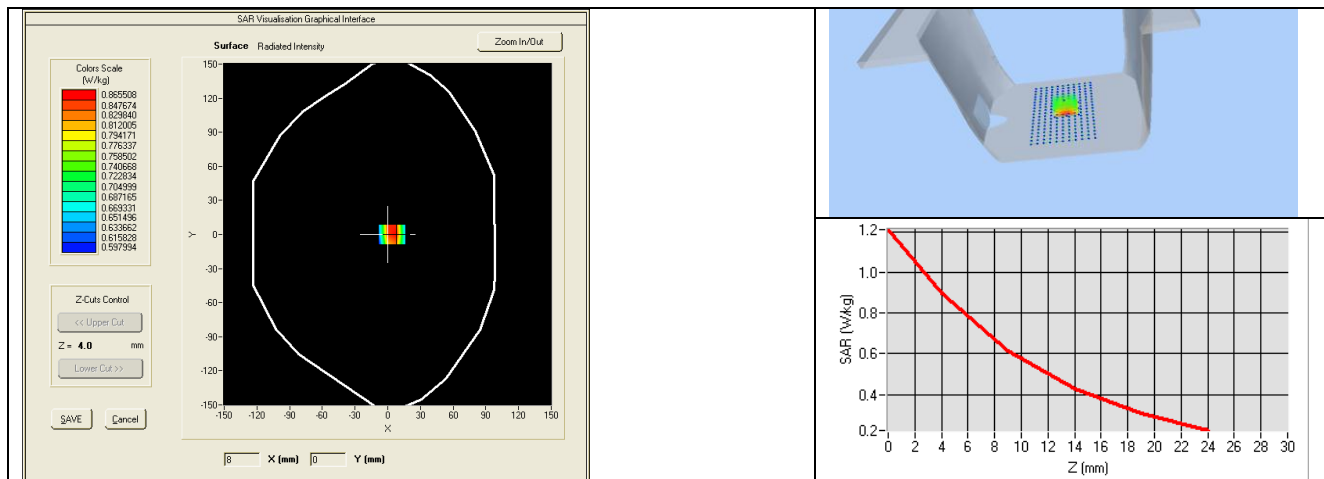 SAR Visualisation Graphical Interface
Surface Radiated Intensity
Zoom In/Out
Colors Scale
(W/kg)
0.865508
0.847674
0.829840
0.812005
0.794171
0.776337
0.758502
0.740668
0.722834
0.704999
0.687165
0.669331
0.651496
0.633662
0.615828
0.597994
Z-Cuts Control
<< Upper Cut
Z = 4.0 mm
Lower Cut >>
SAVE Cancel
150-
120-
90-
60-
30-
0-
-30-
-60-
-90-
-120-
-150-
Y
-150 -120 -90 -60 -30 0 30 60 90 120 150
X
8 X (mm) 0 Y (mm)
1.2-
1.0-
0.8-
0.6-
0.4-
0.2-
SAR (W/kg)
0 2 4 6 8 10 12 14 16 18 20 22 24 26 28 30
Z (mm)